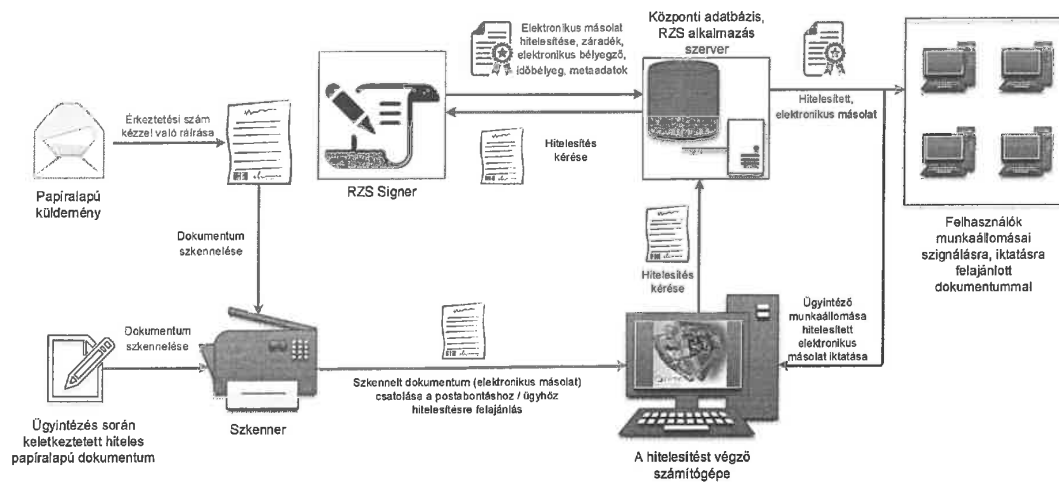 Elektronikus másolat
hitelesítése, záradék,
elektronikus bélyegző,
időbélyeg, metaadatok
Központi adatbázis,
RZS alkalmazás
szerver
Érkeztetési szám
kézzel való ráírása
Hitelesített,
elektronikus másolat
Hitelesítés
kérése
Papíralapú
küldemény
RZS Signer
Felhasználók
munkaállomásai
szignálásra, iktatásra
felajánlott
dokumentummal
Dokumentum
szkennelése
Hitelesítés
kérése
Ügyintéző
munkaállomása
hitelesített
elektronikus
másolat iktatása
Dokumentum
szkennelése
Szkennelt dokumentum (elektronikus másolat)
csatolása a postabontáshoz / ügyhöz
hitelesítésre felajánlás
Szkenner
Ügyintézés során
keletkeztetett hiteles
papíralapú dokumentum
A hitelesítést végző
számítógépe